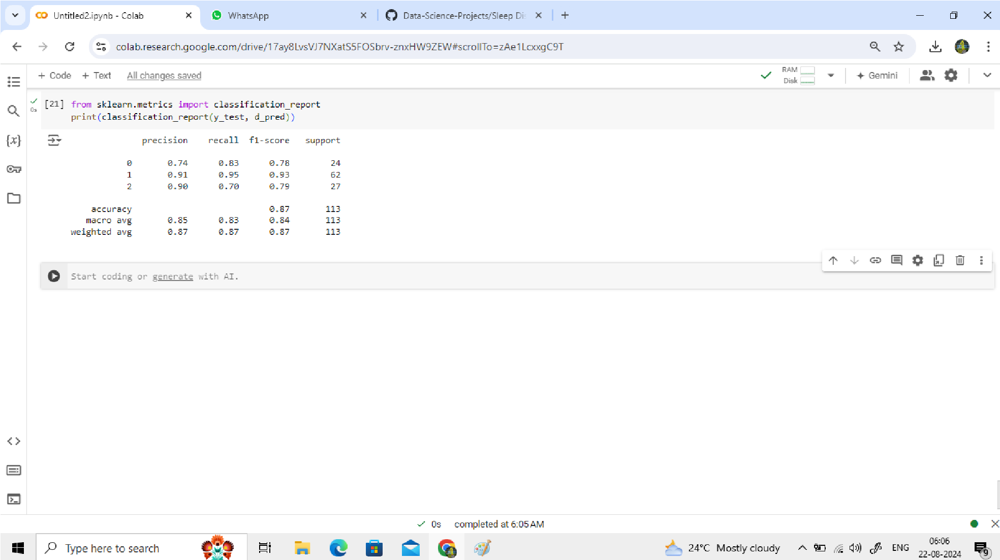 Untitled2.ipynb - Colab
WhatsApp
Data-Science-Projects/Sleep Di
colab.research.google.com/drive/17ay8LvsVJ7NXatS5FOSbrv-znxHW9ZEW#scrollTo=zAe1LcxxgC9T
+ Code + Text All changes saved
RAM
Disk
Gemini
0s
[21] from sklearn.metrics import classification_report
print(classification_report(y_test, d_pred))
{x}
precision recall f1-score support
0 0.74 0.83 0.78 24
1 0.91 0.95 0.93 62
2 0.90 0.70 0.79 27
accuracy 0.87 113
macro avg 0.85 0.83 0.84 113
weighted avg 0.87 0.87 0.87 113
Start coding or generate with AI.
0s completed at 6:05 AM
Type here to search
24°C Mostly cloudy
ENG
06:06
22-08-2024
9